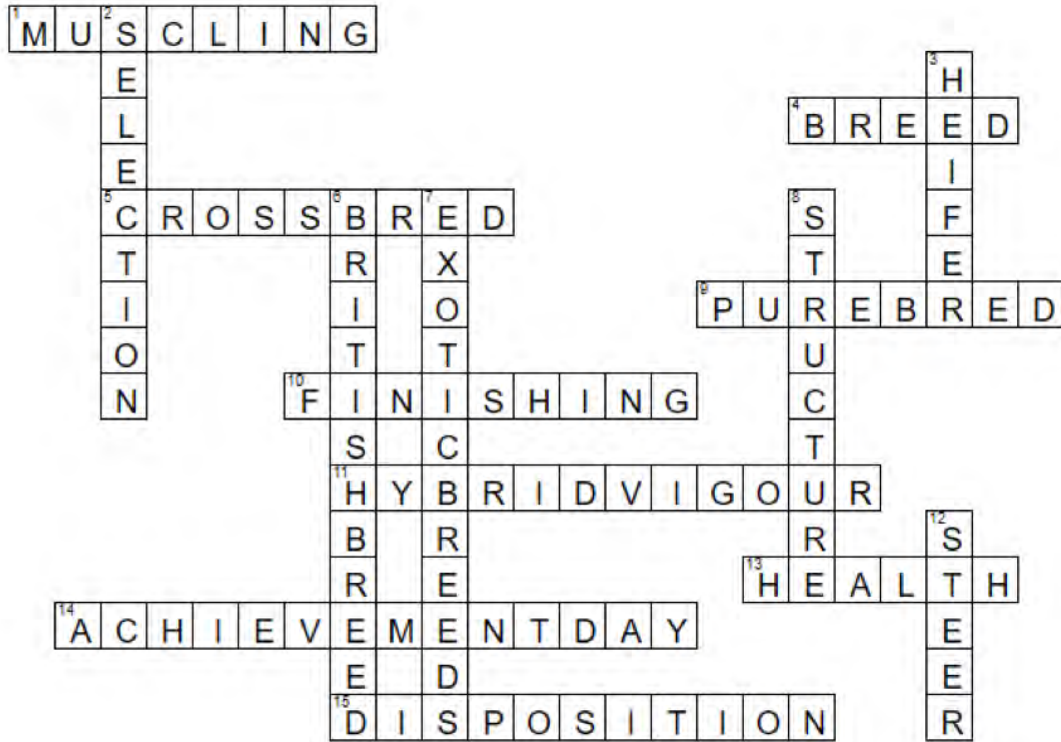 1 MUSCLING
2 SELECTION
3 HEIFER
4 BREED
5 CROSSBRED
6 BRITISHBREED
7 EXOTICBREEDS
8 STRUCTURE
9 PUREBRED
10 FINISHING
11 HYBRIDVIGOUR
12 STEER
13 HEALTH
14 ACHIEVEMENTDAY
15 DISPOSITION